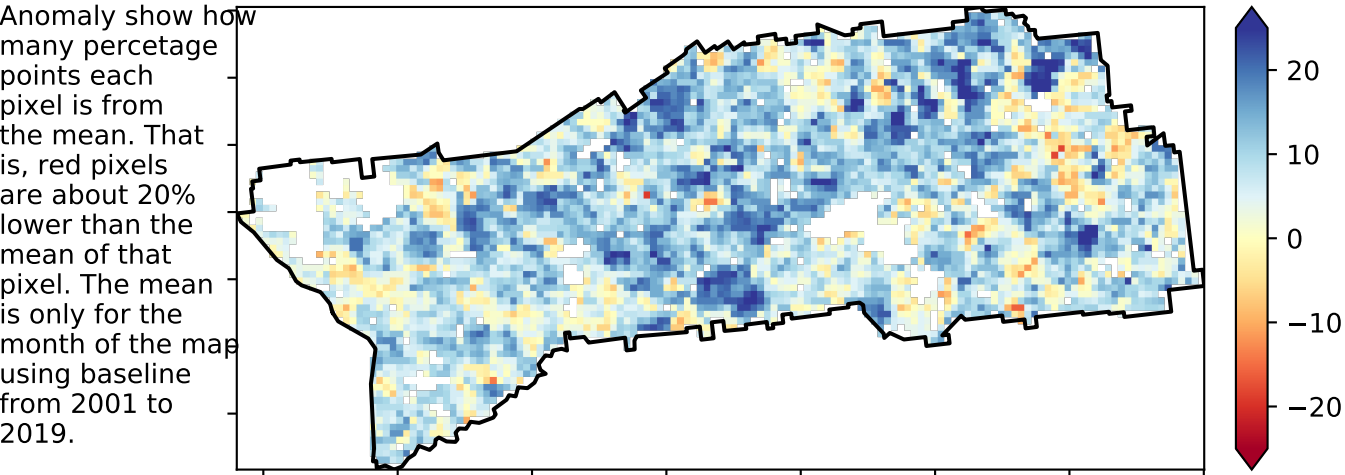 Anomaly show how
many percetage
points each
pixel is from
the mean. That
is, red pixels
are about 20%
lower than the
mean of that
pixel. The mean
is only for the
month of the map
using baseline
from 2001 to
2019.
20
10
0
−10
−20